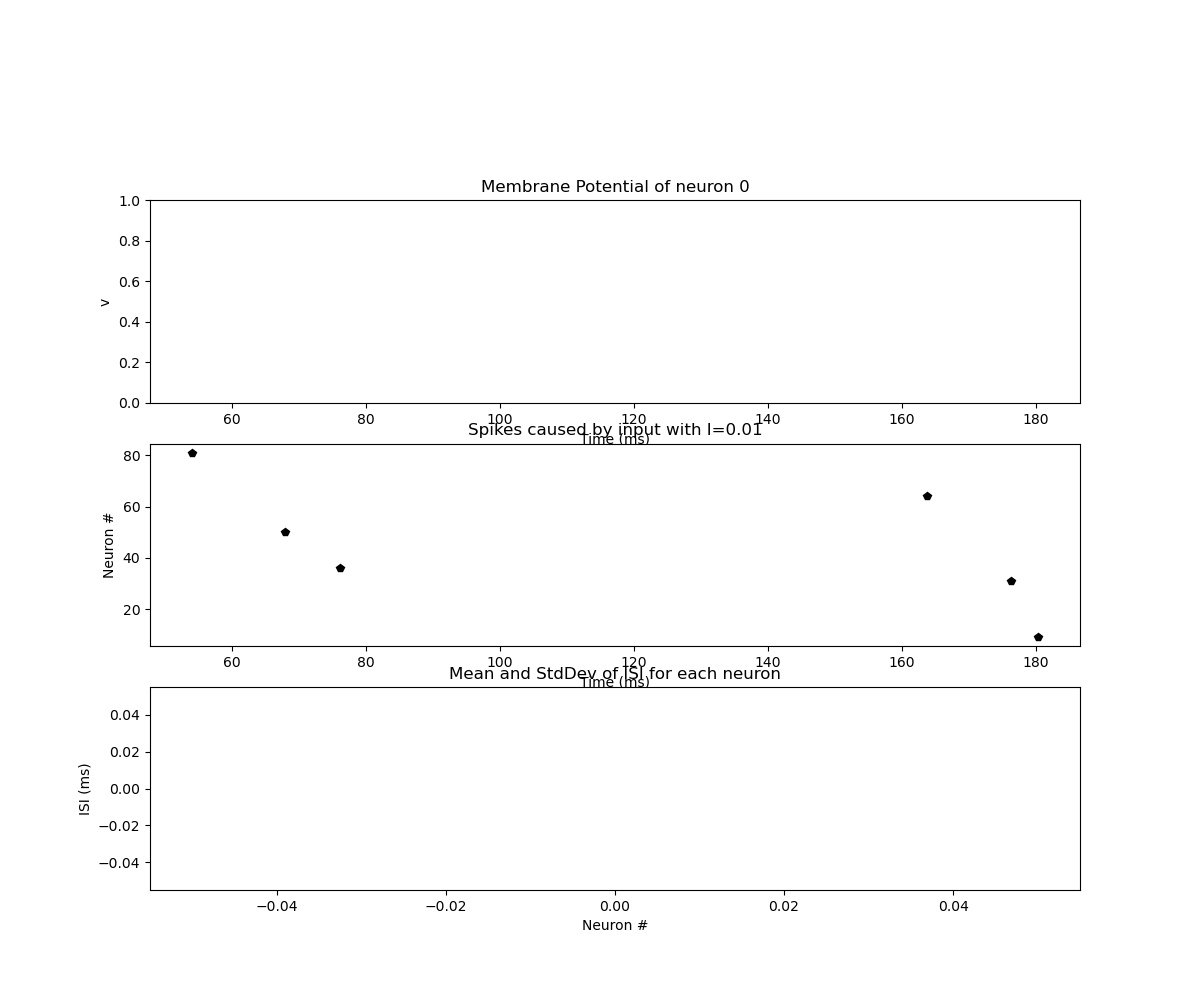 Membrane Potential of neuron 0
1.0
0.8
0.6
0.4
0.2
0.0
v
60 80 100 120 140 160 180
Time (ms)
Spikes caused by input with I=0.01
80
60
40
20
Neuron #
60 80 100 120 140 160 180
Time (ms)
Mean and StdDev of ISI for each neuron
0.04
0.02
0.00
−0.02
−0.04
ISI (ms)
−0.04 −0.02 0.00 0.02 0.04
Neuron #